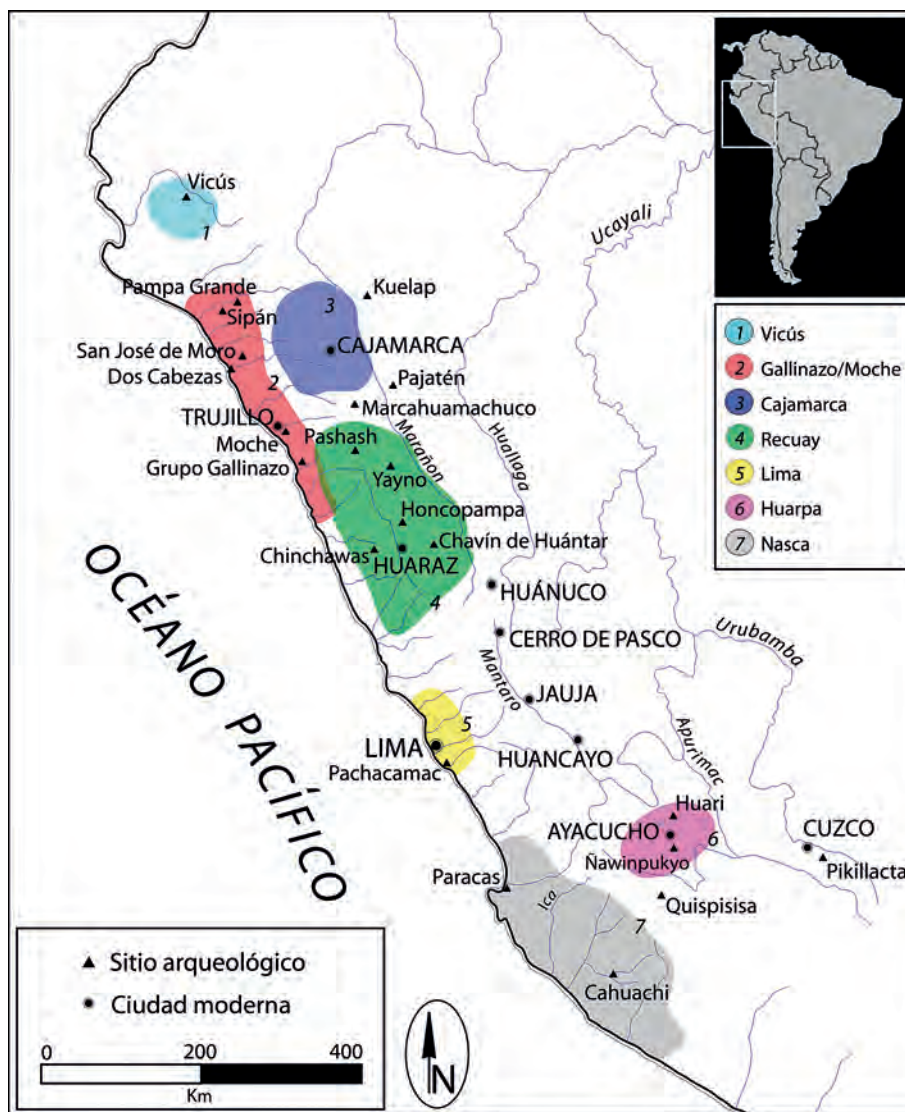 Vicús
1
Pampa Grande
Sipán
Kuelap
3
San José de Moro
CAJAMARCA
Dos Cabezas
2
Pajatén
Marcahuamachuco
TRUJILLO
Moche
Pashash
Marañon
Huallaga
Ucayali
Grupo Gallinazo
Yayno
Honcopampa
Chinchawas
Chavín de Huántar
HUARAZ
4
HUÁNUCO
CERRO DE PASCO
Urubamba
Mantaro
JAUJA
5
LIMA
HUANCAYO
Apurimac
Pachacamac
Huari
AYACUCHO
6
CUZCO
Ñawinpukyo
Pikillacta
Paracas
Ica
Quispisisa
7
Cahuachi
OCÉANO PACÍFICO
1 Vicús
2 Gallinazo/Moche
3 Cajamarca
4 Recuay
5 Lima
6 Huarpa
7 Nasca
Sitio arqueológico
Ciudad moderna
0 200 400
Km
N